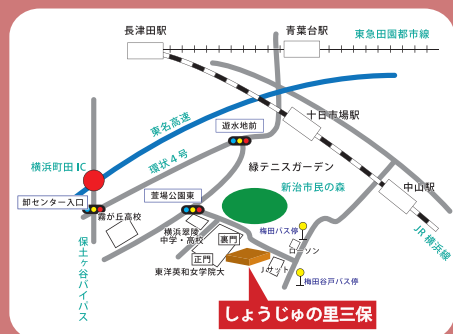 長津田駅
青葉台駅
東急田園都市線
十日市場駅
東名高速
遊水地前
環状4号
横浜町田IC
緑テニスガーデン
新治市民の森
中山駅
萱場公園東
卸センター入口
霧が丘高校
横浜翠陵
中学・高校
裏門
正門
東洋英和女学院大
梅田バス停
ローソン
Jサット
梅田谷戸バス停
JR横浜線
保土ヶ谷バイパス
しょうじゅの里三保